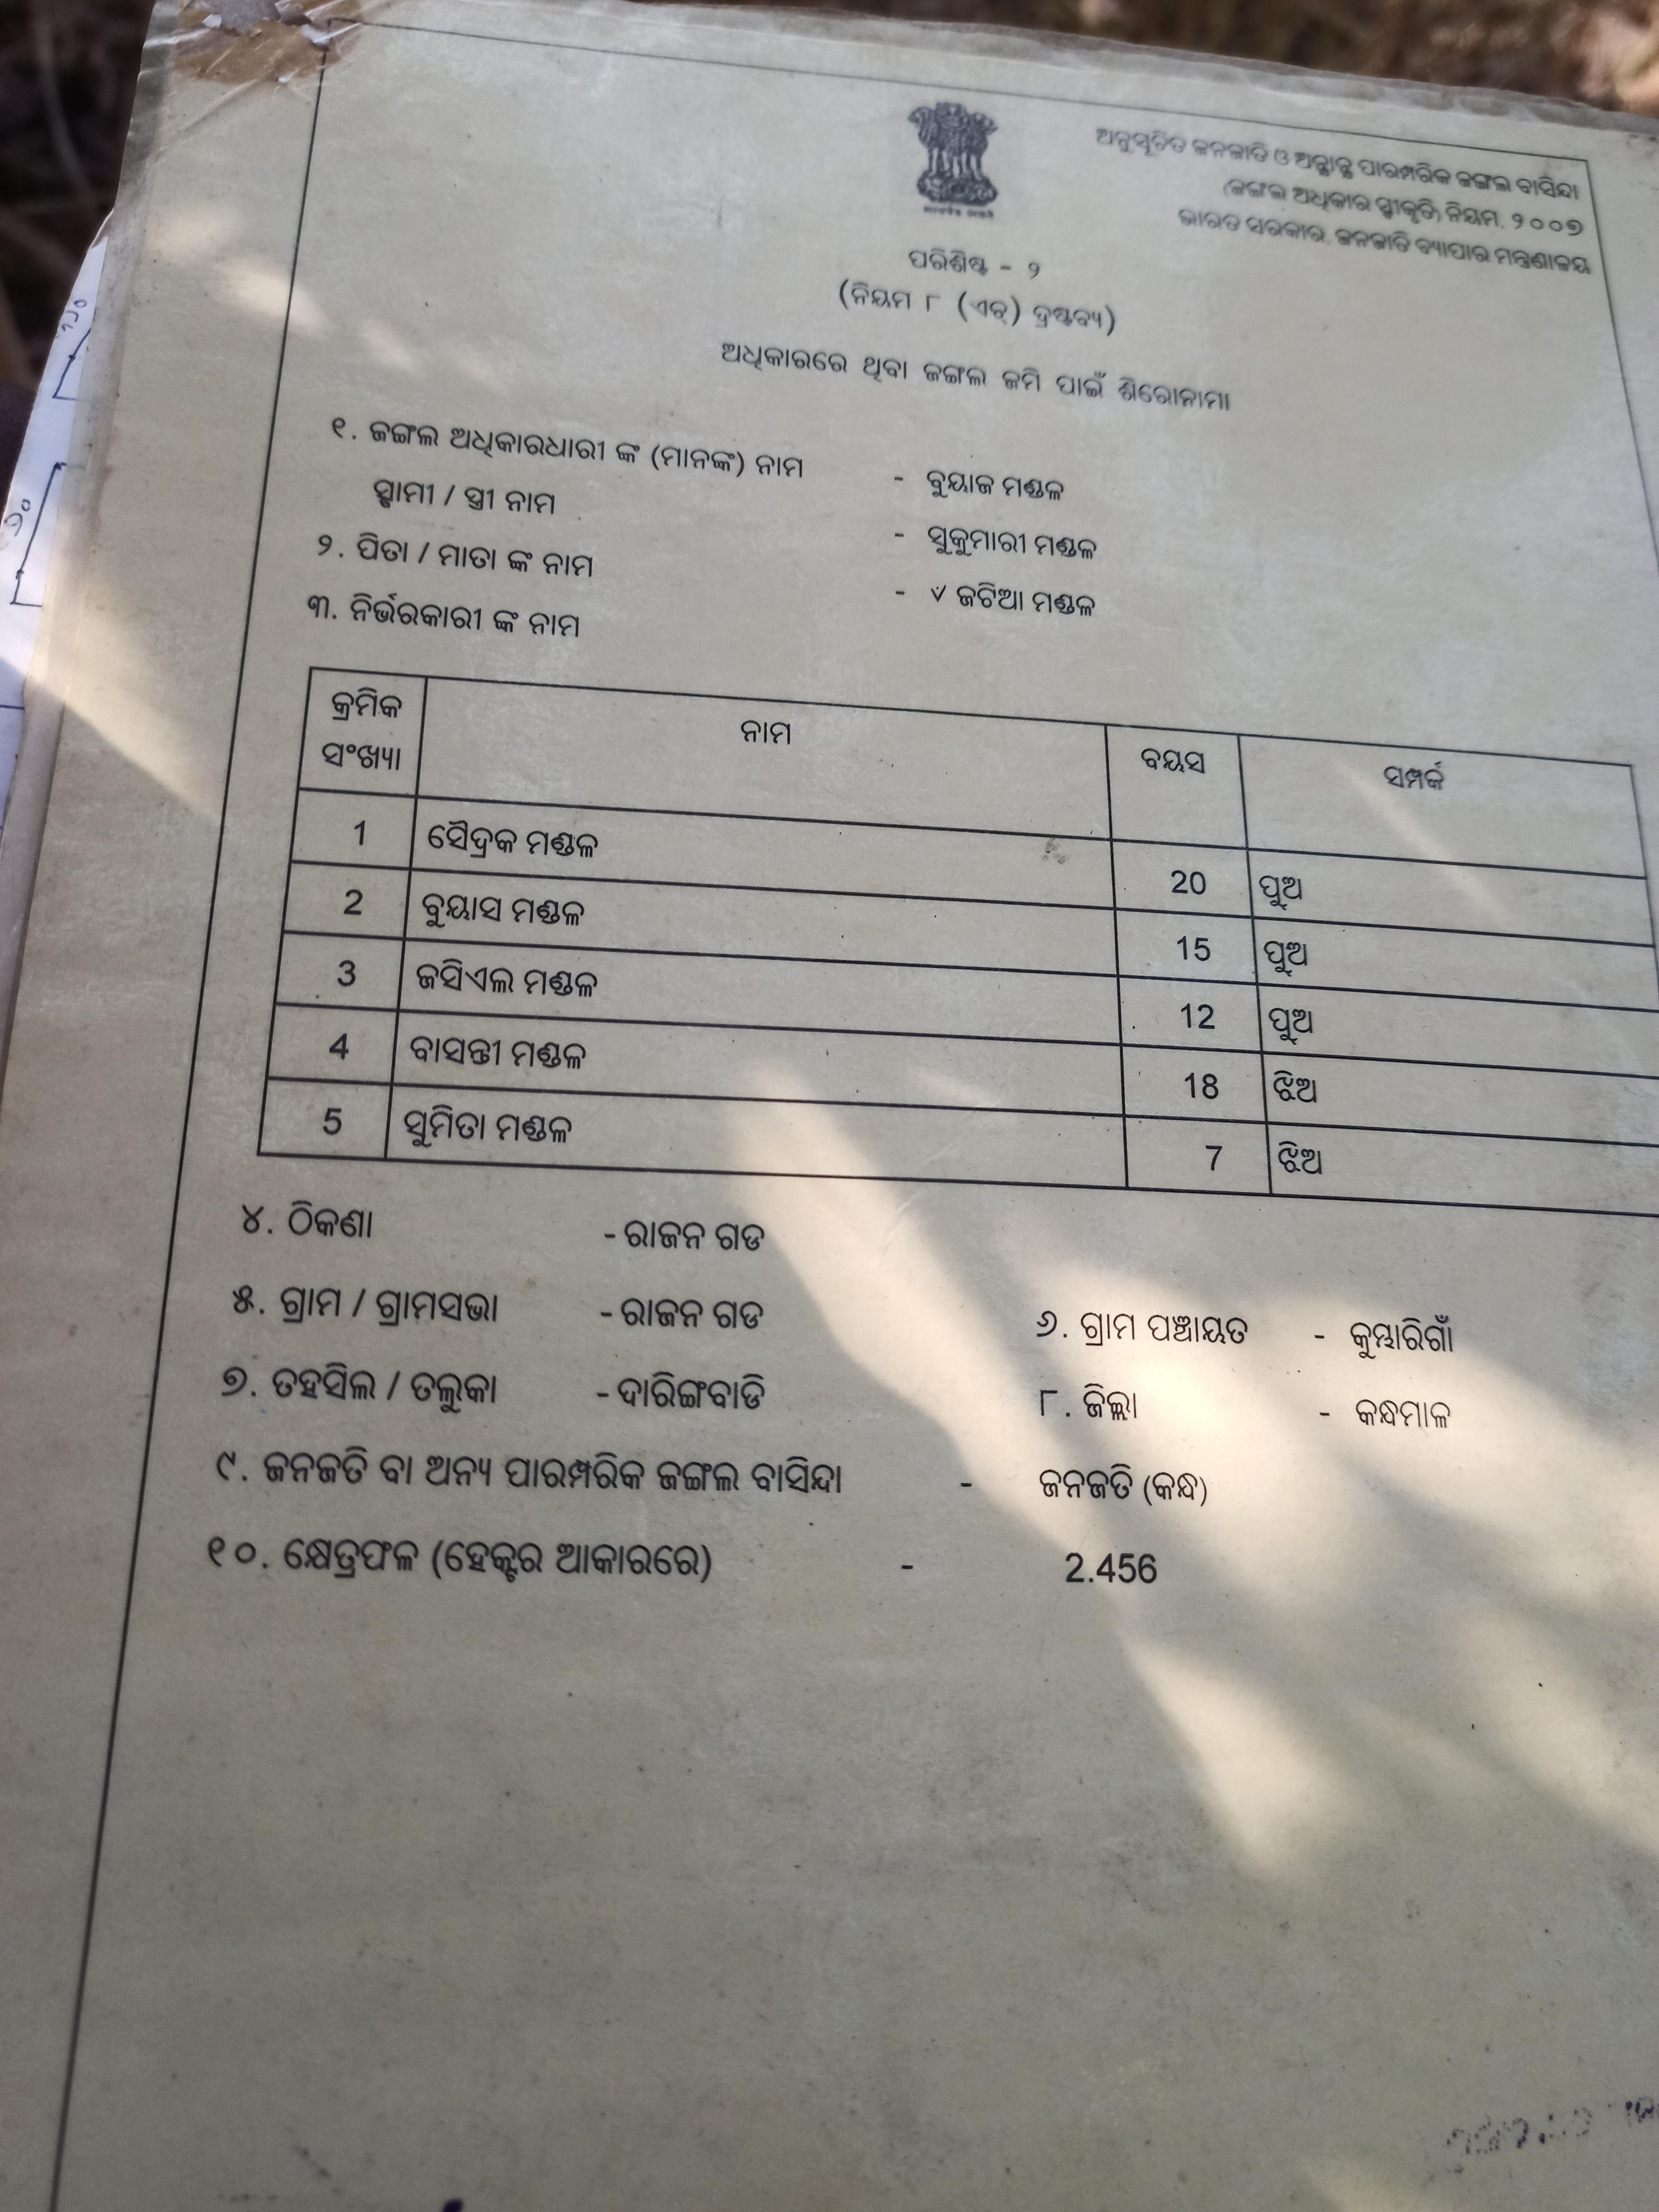 ଅନୁସୂଚିତ ଜନଜାତି ଓ ଅନ୍ଯାନ୍ଯ ପାରମ୍ପରିକ ଜଙ୍ଗଲ ବାସିନ୍ଦା
(ଜଙ୍ଗଲ ଅଧିକାର ସ୍ବୀକୃତି) ନିୟମ, ୨୦୦୭
ଭାରତ ସରକାର, ଜନଜାତି ବ୍ୟାପାର ମନ୍ତ୍ରଣାଳୟ
ପରିଶିଷ୍ଟ - ୨
(ନିୟମ ୮ (ଏଚ୍) ଦ୍ରଷ୍ଟବ୍ୟ)
ଅଧିକାରରେ ଥିବା ଜଙ୍ଗଲ ଜମି ପାଇଁ ଶିରୋନାମା
୧. ଜଙ୍ଗଲ ଅଧିକାରଧାରୀ ଙ୍କ (ମାନଙ୍କ) ନାମ - ବୁୟାଜ ମଣ୍ଡଳ
ସ୍ବାମୀ / ସ୍ତ୍ରୀ ନାମ - ସୁକୁମାରୀ ମଣ୍ଡଳ
୨. ପିତା / ମାତା ଙ୍କ ନାମ - ୰ ଜଟିଆ ମଣ୍ଡଳ
୩. ନିର୍ଭରକାରୀ ଙ୍କ ନାମ
କ୍ରମିକ ସଂଖ୍ୟା ନାମ ବୟସ ସମ୍ପର୍କ
1 ସୈଦ୍ରକ ମଣ୍ଡଳ 20 ପୁଅ
2 ବୁୟାସ ମଣ୍ଡଳ 15 ପୁଅ
3 ଜସିଏଲ ମଣ୍ଡଳ 12 ପୁଅ
4 ବାସନ୍ତୀ ମଣ୍ଡଳ 18 ଝିଅ
5 ସୁମିତା ମଣ୍ଡଳ 7 ଝିଅ
୪. ଠିକଣା - ରାଜନ ଗଡ
୫. ଗ୍ରାମ / ଗ୍ରାମସଭା - ରାଜନ ଗଡ ୬. ଗ୍ରାମ ପଞ୍ଚାୟତ - କୁମ୍ଭାରିଗାଁ
୭. ତହସିଲ / ତଲୁକା - ଦାରିଙ୍ଗବାଡି ୮. ଜିଲ୍ଲା - କନ୍ଧମାଳ
୯. ଜନଜତି ବା ଅନ୍ୟ ପାରମ୍ପରିକ ଜଙ୍ଗଲ ବାସିନ୍ଦା - ଜନଜତି (କନ୍ଧ)
୧୦. କ୍ଷେତ୍ରଫଳ (ହେକ୍ଟର ଆକାରରେ) - 2.456